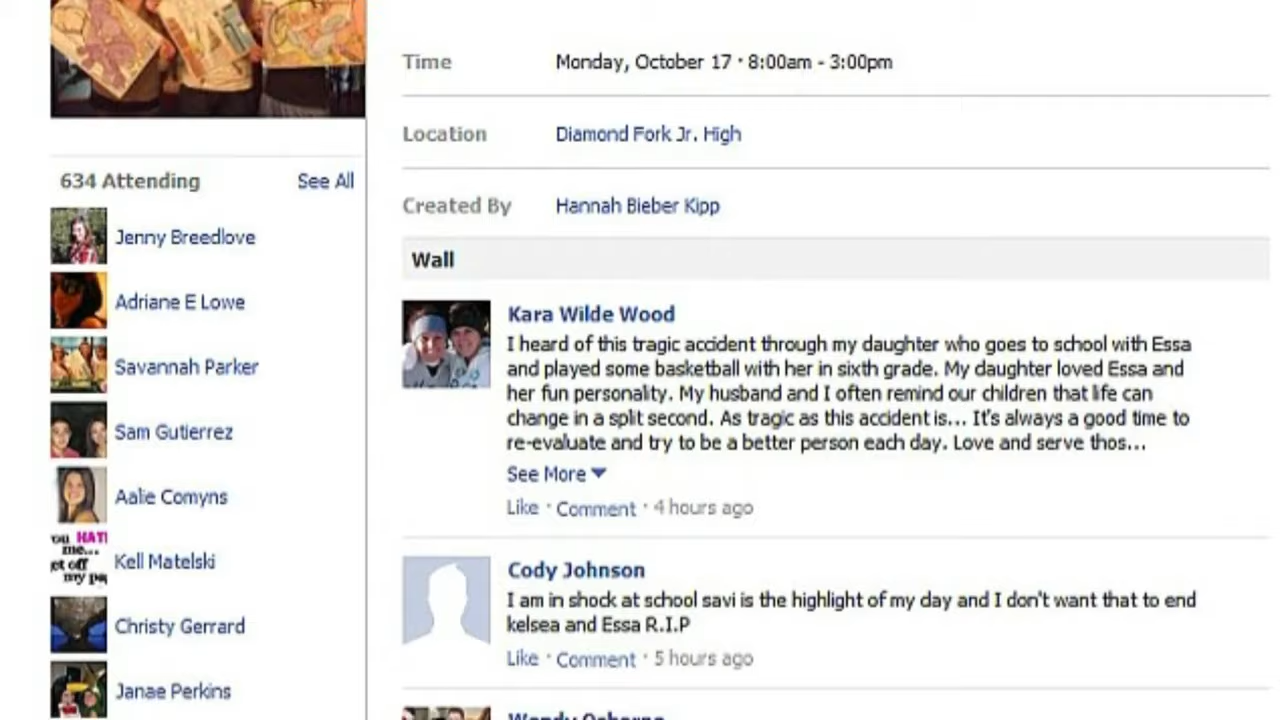 Time Monday, October 17 · 8:00am - 3:00pm
Location Diamond Fork Jr. High
Created By Hannah Bieber Kipp
634 Attending See All
Jenny Breedlove
Adriane E Lowe
Savannah Parker
Sam Gutierrez
Aalie Comyns
ou HAT
me...
et off
my pa
Kell Matelski
Christy Gerrard
Janae Perkins
Wall
Kara Wilde Wood
I heard of this tragic accident through my daughter who goes to school with Essa
and played some basketball with her in sixth grade. My daughter loved Essa and
her fun personality. My husband and I often remind our children that life can
change in a split second. As tragic as this accident is... It's always a good time to
re-evaluate and try to be a better person each day. Love and serve thos...
See More
Like · Comment · 4 hours ago
Cody Johnson
I am in shock at school savi is the highlight of my day and I don't want that to end
kelsea and Essa R.I.P
Like · Comment · 5 hours ago
Wendy Osborne